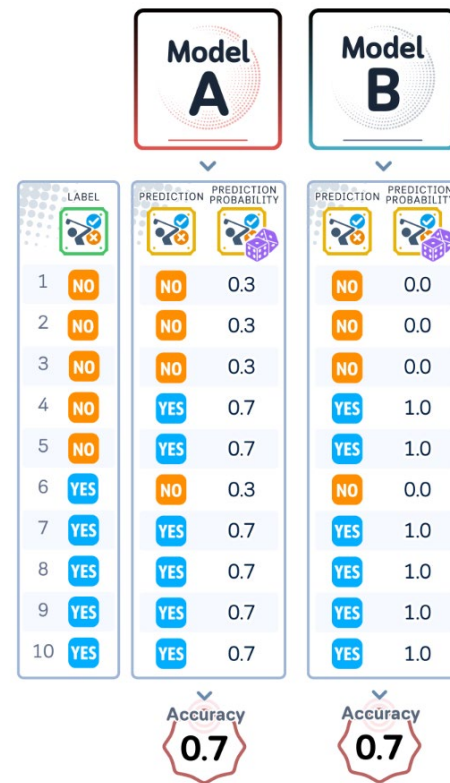 Model Model
A B
LABEL PREDICTION PREDICTION PROBABILITY PREDICTION PREDICTION PROBABILITY
1 NO NO 0.3 NO 0.0
2 NO NO 0.3 NO 0.0
3 NO NO 0.3 NO 0.0
4 NO YES 0.7 YES 1.0
5 NO YES 0.7 YES 1.0
6 YES NO 0.3 NO 0.0
7 YES YES 0.7 YES 1.0
8 YES YES 0.7 YES 1.0
9 YES YES 0.7 YES 1.0
10 YES YES 0.7 YES 1.0
Accuracy Accuracy
0.7 0.7